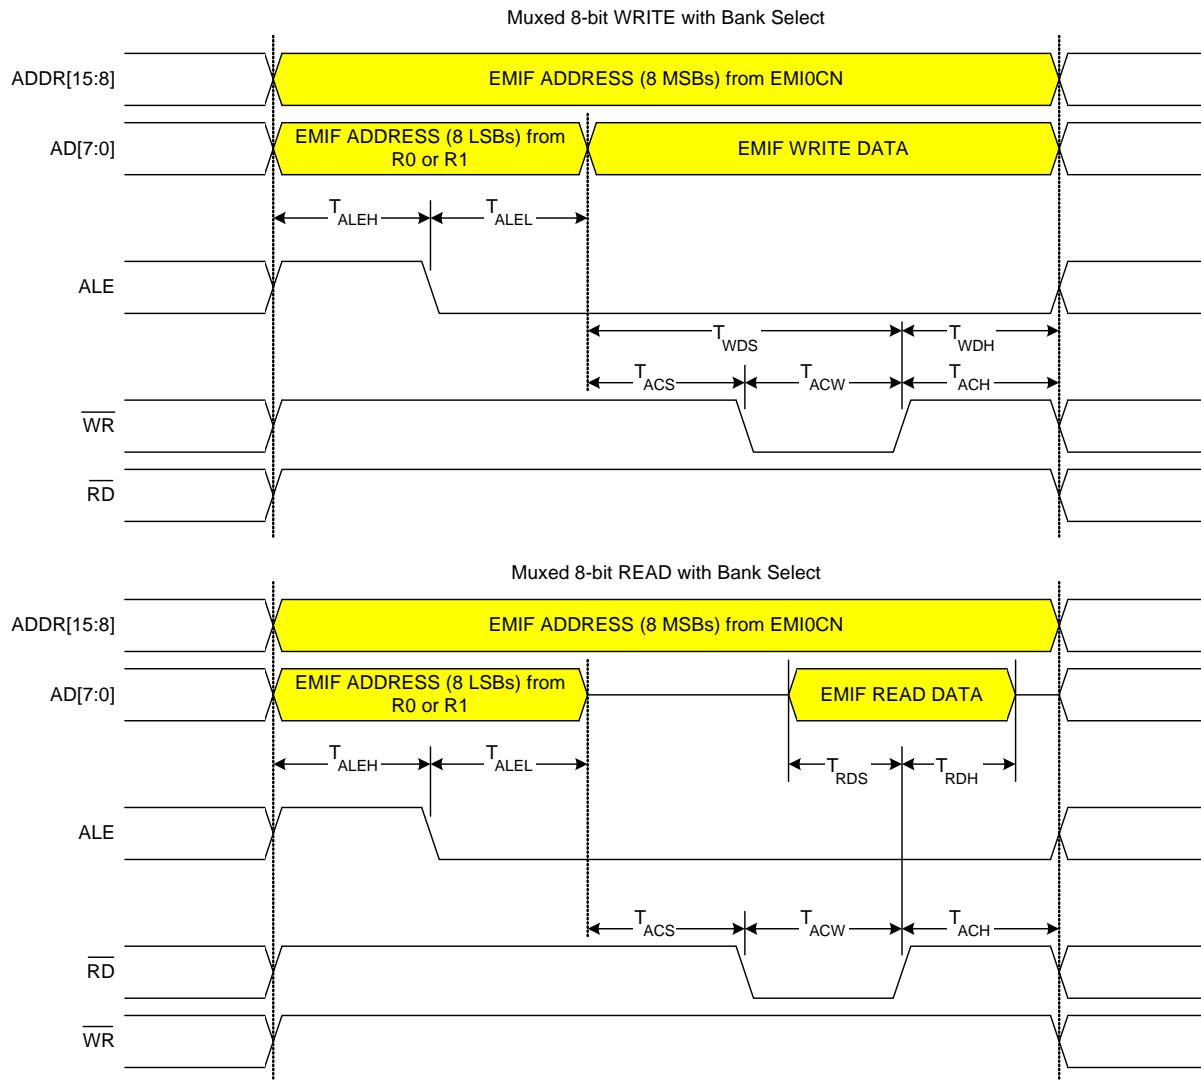 Muxed 8-bit WRITE with Bank Select
ADDR[15:8]
EMIF ADDRESS (8 MSBs) from EMI0CN
AD[7:0]
EMIF ADDRESS (8 LSBs) from
R0 or R1
EMIF WRITE DATA
TALEH
TALEL
ALE
TWDS
TWDH
TACS
TACW
TACH
WR
RD
Muxed 8-bit READ with Bank Select
ADDR[15:8]
EMIF ADDRESS (8 MSBs) from EMI0CN
AD[7:0]
EMIF ADDRESS (8 LSBs) from
R0 or R1
EMIF READ DATA
TALEH
TALEL
TRDS
TRDH
ALE
TACS
TACW
TACH
RD
WR